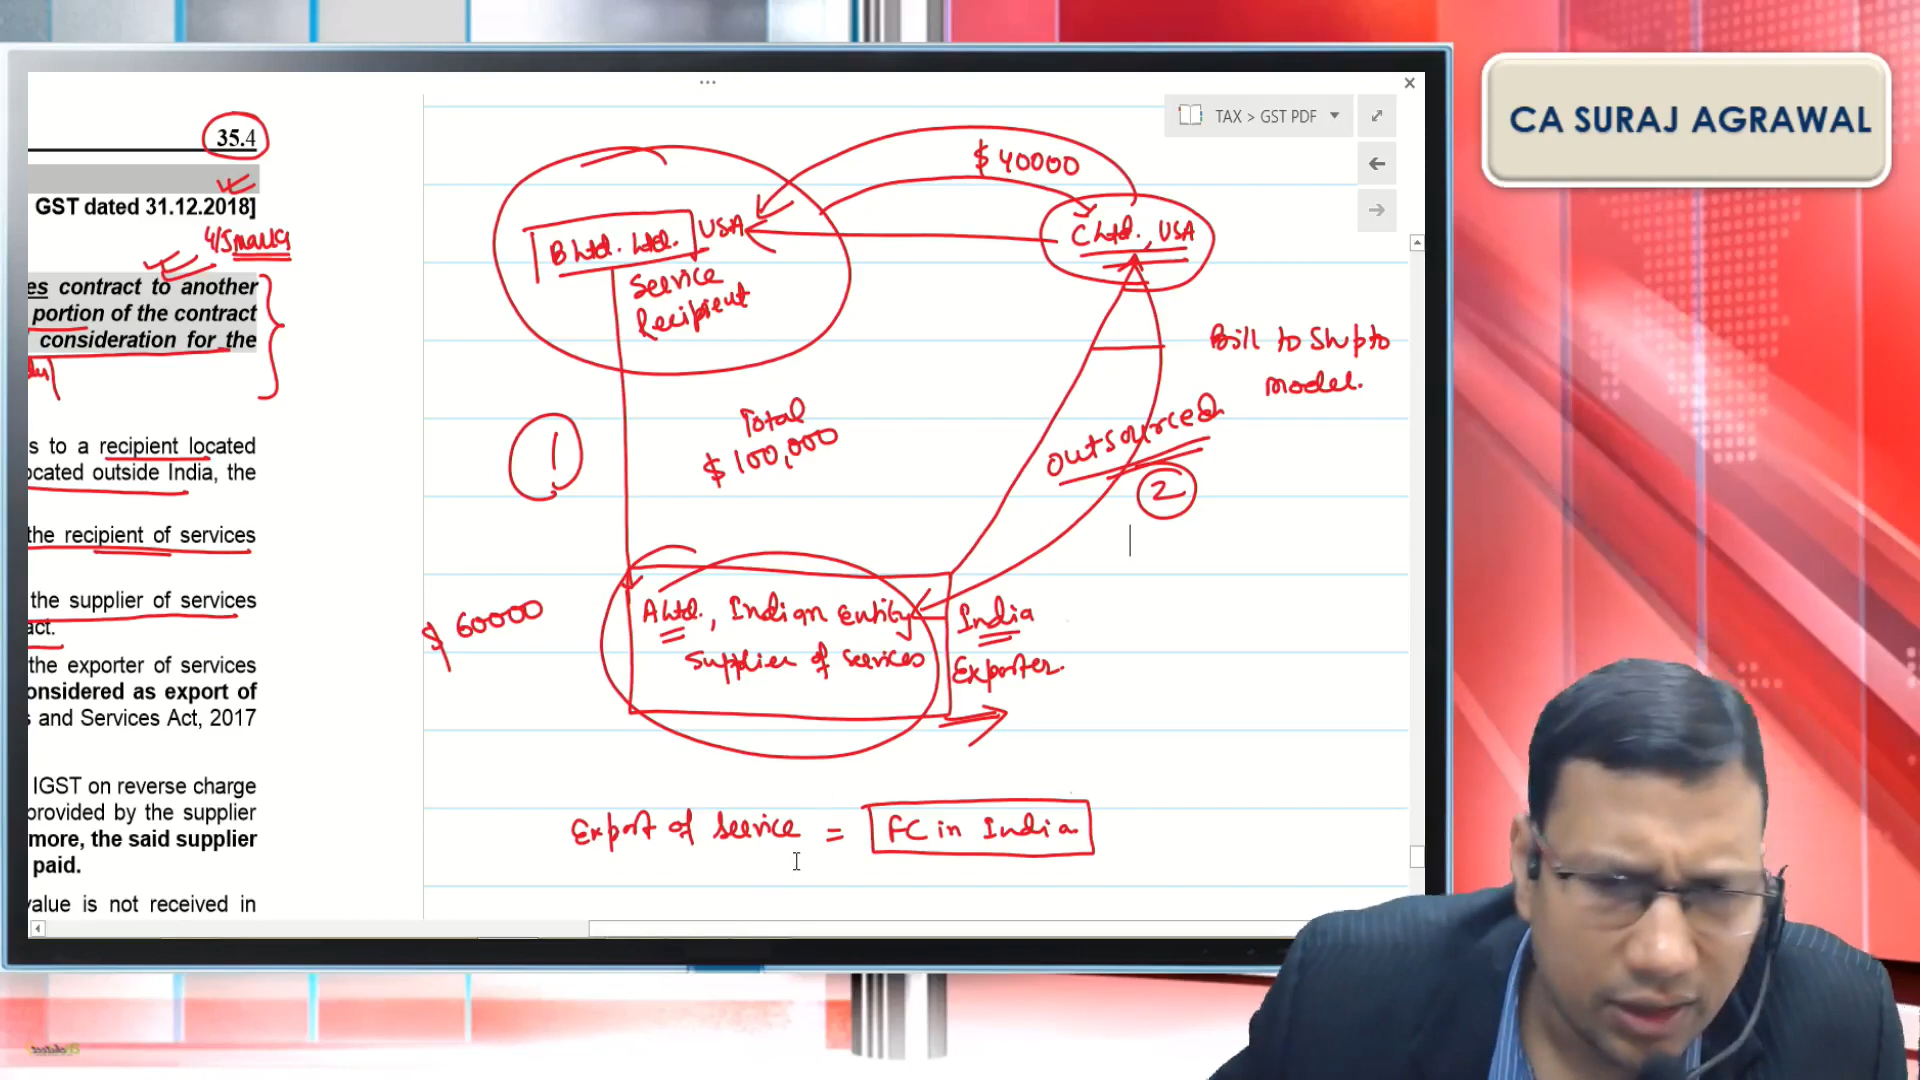 CA SURAJ AGRAWAL
35.4
GST dated 31.12.2018]
4/5 marks
es contract to another
portion of the contract
consideration for the
s to a recipient located
ocated outside India, the
the recipient of services
the supplier of services
act.
the exporter of services
onsidered as export of
s and Services Act, 2017
IGST on reverse charge
provided by the supplier
more, the said supplier
paid.
value is not received in
TAX > GST PDF
$ 40000
B Ltd. Ltd. USA
Service
Recipient
C Ltd., USA
Bill to Ship to
model.
Total
$ 100,000
1
outsourced
2
$ 60000
A Ltd., Indian entity
Supplier of services
India
Exporter.
Export of Service = FC in India